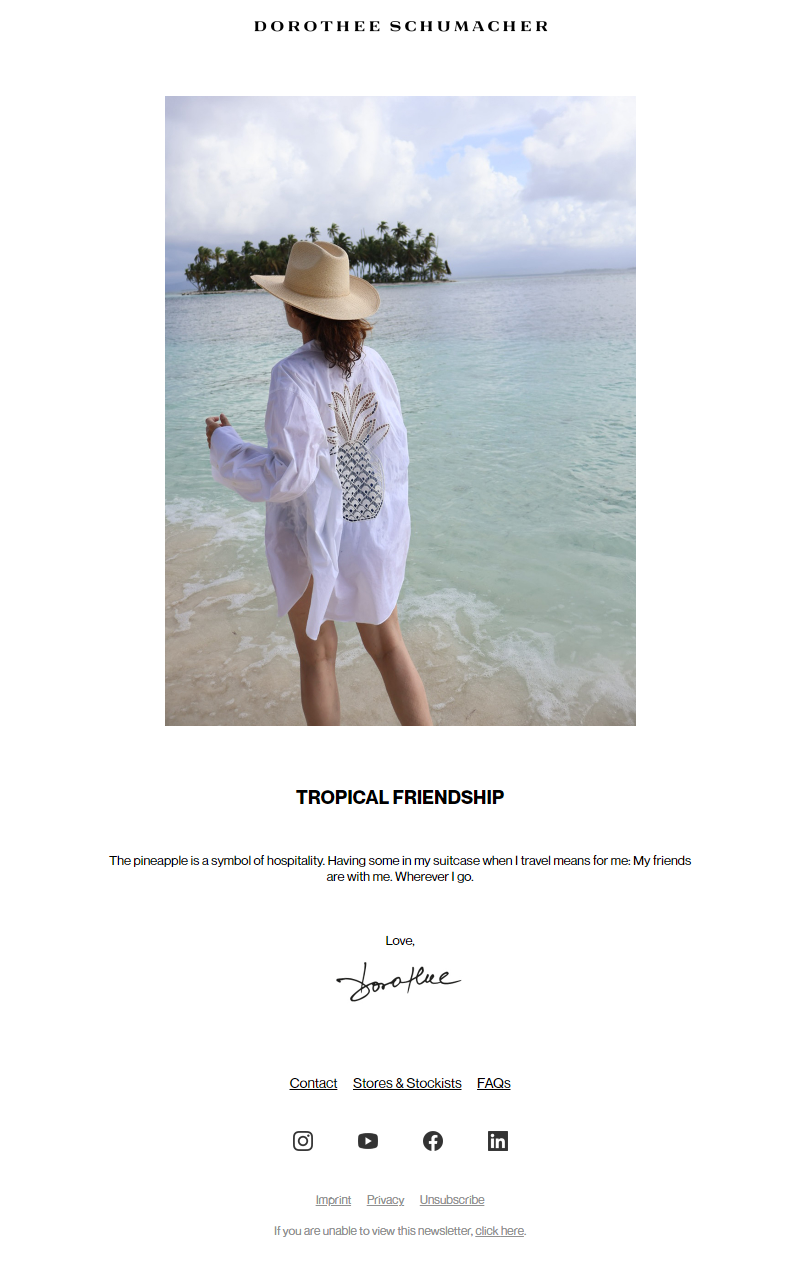 DOROTHEE SCHUMACHER
TROPICAL FRIENDSHIP
The pineapple is a symbol of hospitality. Having some in my suitcase when I travel means for me: My friends
are with me. Wherever I go.
Love,
Dorothee
Contact Stores & Stockists FAQs
Imprint Privacy Unsubscribe
If you are unable to view this newsletter, click here.